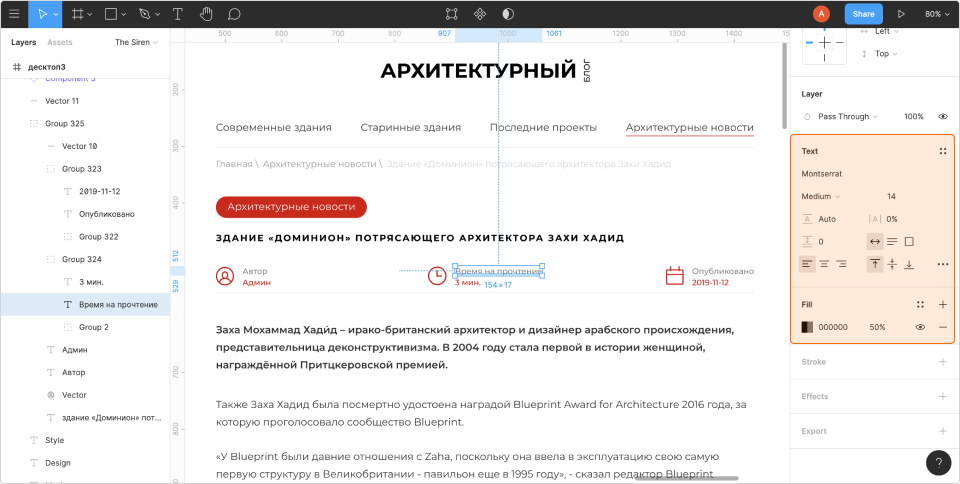 A
Share
80%
Layers
Assets
The Siren
500
600
700
800
907
1000
1061
1200
1300
1400
15
Left
Top
десктоп3
Component 5
Vector 11
Group 325
Vector 10
Group 323
2019-11-12
Опубликовано
Group 322
Group 324
3 мин.
Время на прочтение
Group 2
Админ
Автор
Vector
здание «Доминион» пот...
Style
Design
200
300
400
512
529
700
800
АРХИТЕКТУРНЫЙ
БЛОГ
Современные здания
Старинные здания
Последние проекты
Архитектурные новости
Главная \ Архитектурные новости \ Здание «Доминион» потрясающего архитектора Захи Хадид
Архитектурные новости
ЗДАНИЕ «ДОМИНИОН» ПОТРЯСАЮЩЕГО АРХИТЕКТОРА ЗАХИ ХАДИД
Автор
Админ
Время на прочтение
3 мин.
154 × 17
Опубликовано
2019-11-12
Заха Мохаммад Хади́д – ирако-британский архитектор и дизайнер арабского происхождения,
представительница деконструктивизма. В 2004 году стала первой в истории женщиной,
награждённой Притцкеровской премией.
Также Заха Хадид была посмертно удостоена наградой Blueprint Award for Architecture 2016 года, за
которую проголосовало сообщество Blueprint.
«У Blueprint были давние отношения с Zaha, поскольку она ввела в эксплуатацию свою самую
первую структуру в Великобритании - павильон еще в 1995 году», - сказал редактор Blueprint
Layer
Pass Through
100%
Text
Montserrat
Medium
14
Auto
0%
0
Fill
000000
50%
Stroke
Effects
Export
?